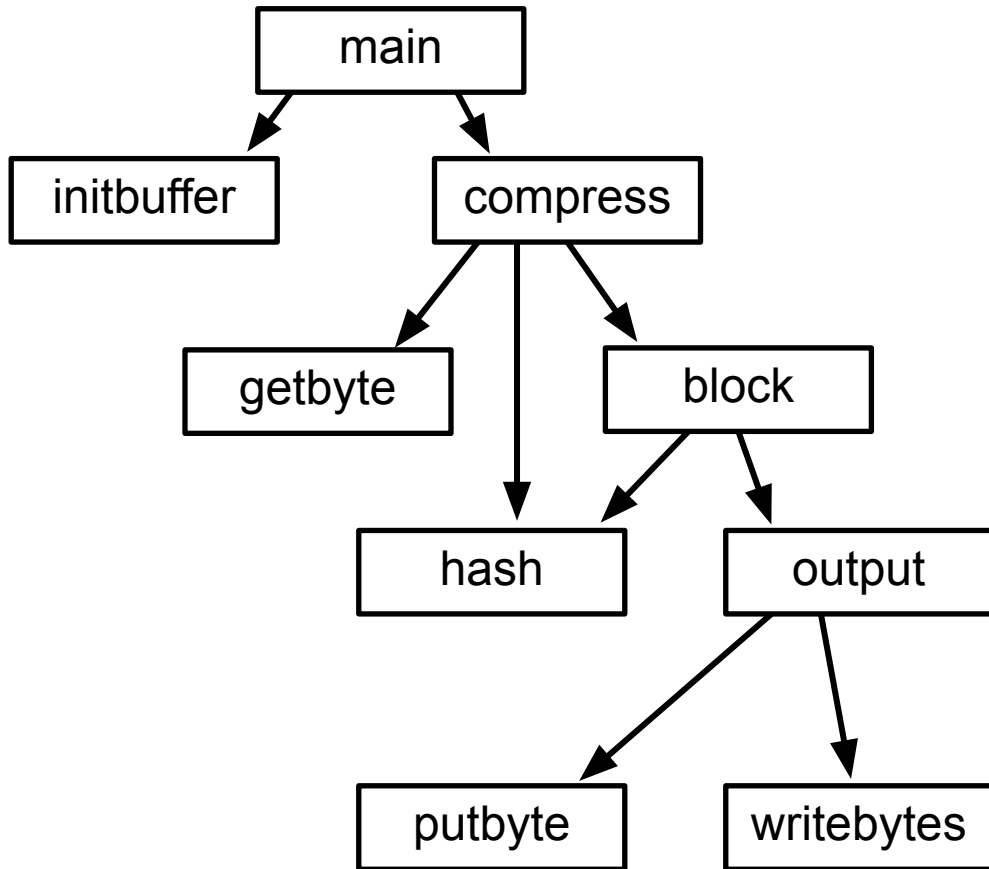 main
initbuffer
compress
getbyte
block
hash
output
putbyte
writebytes